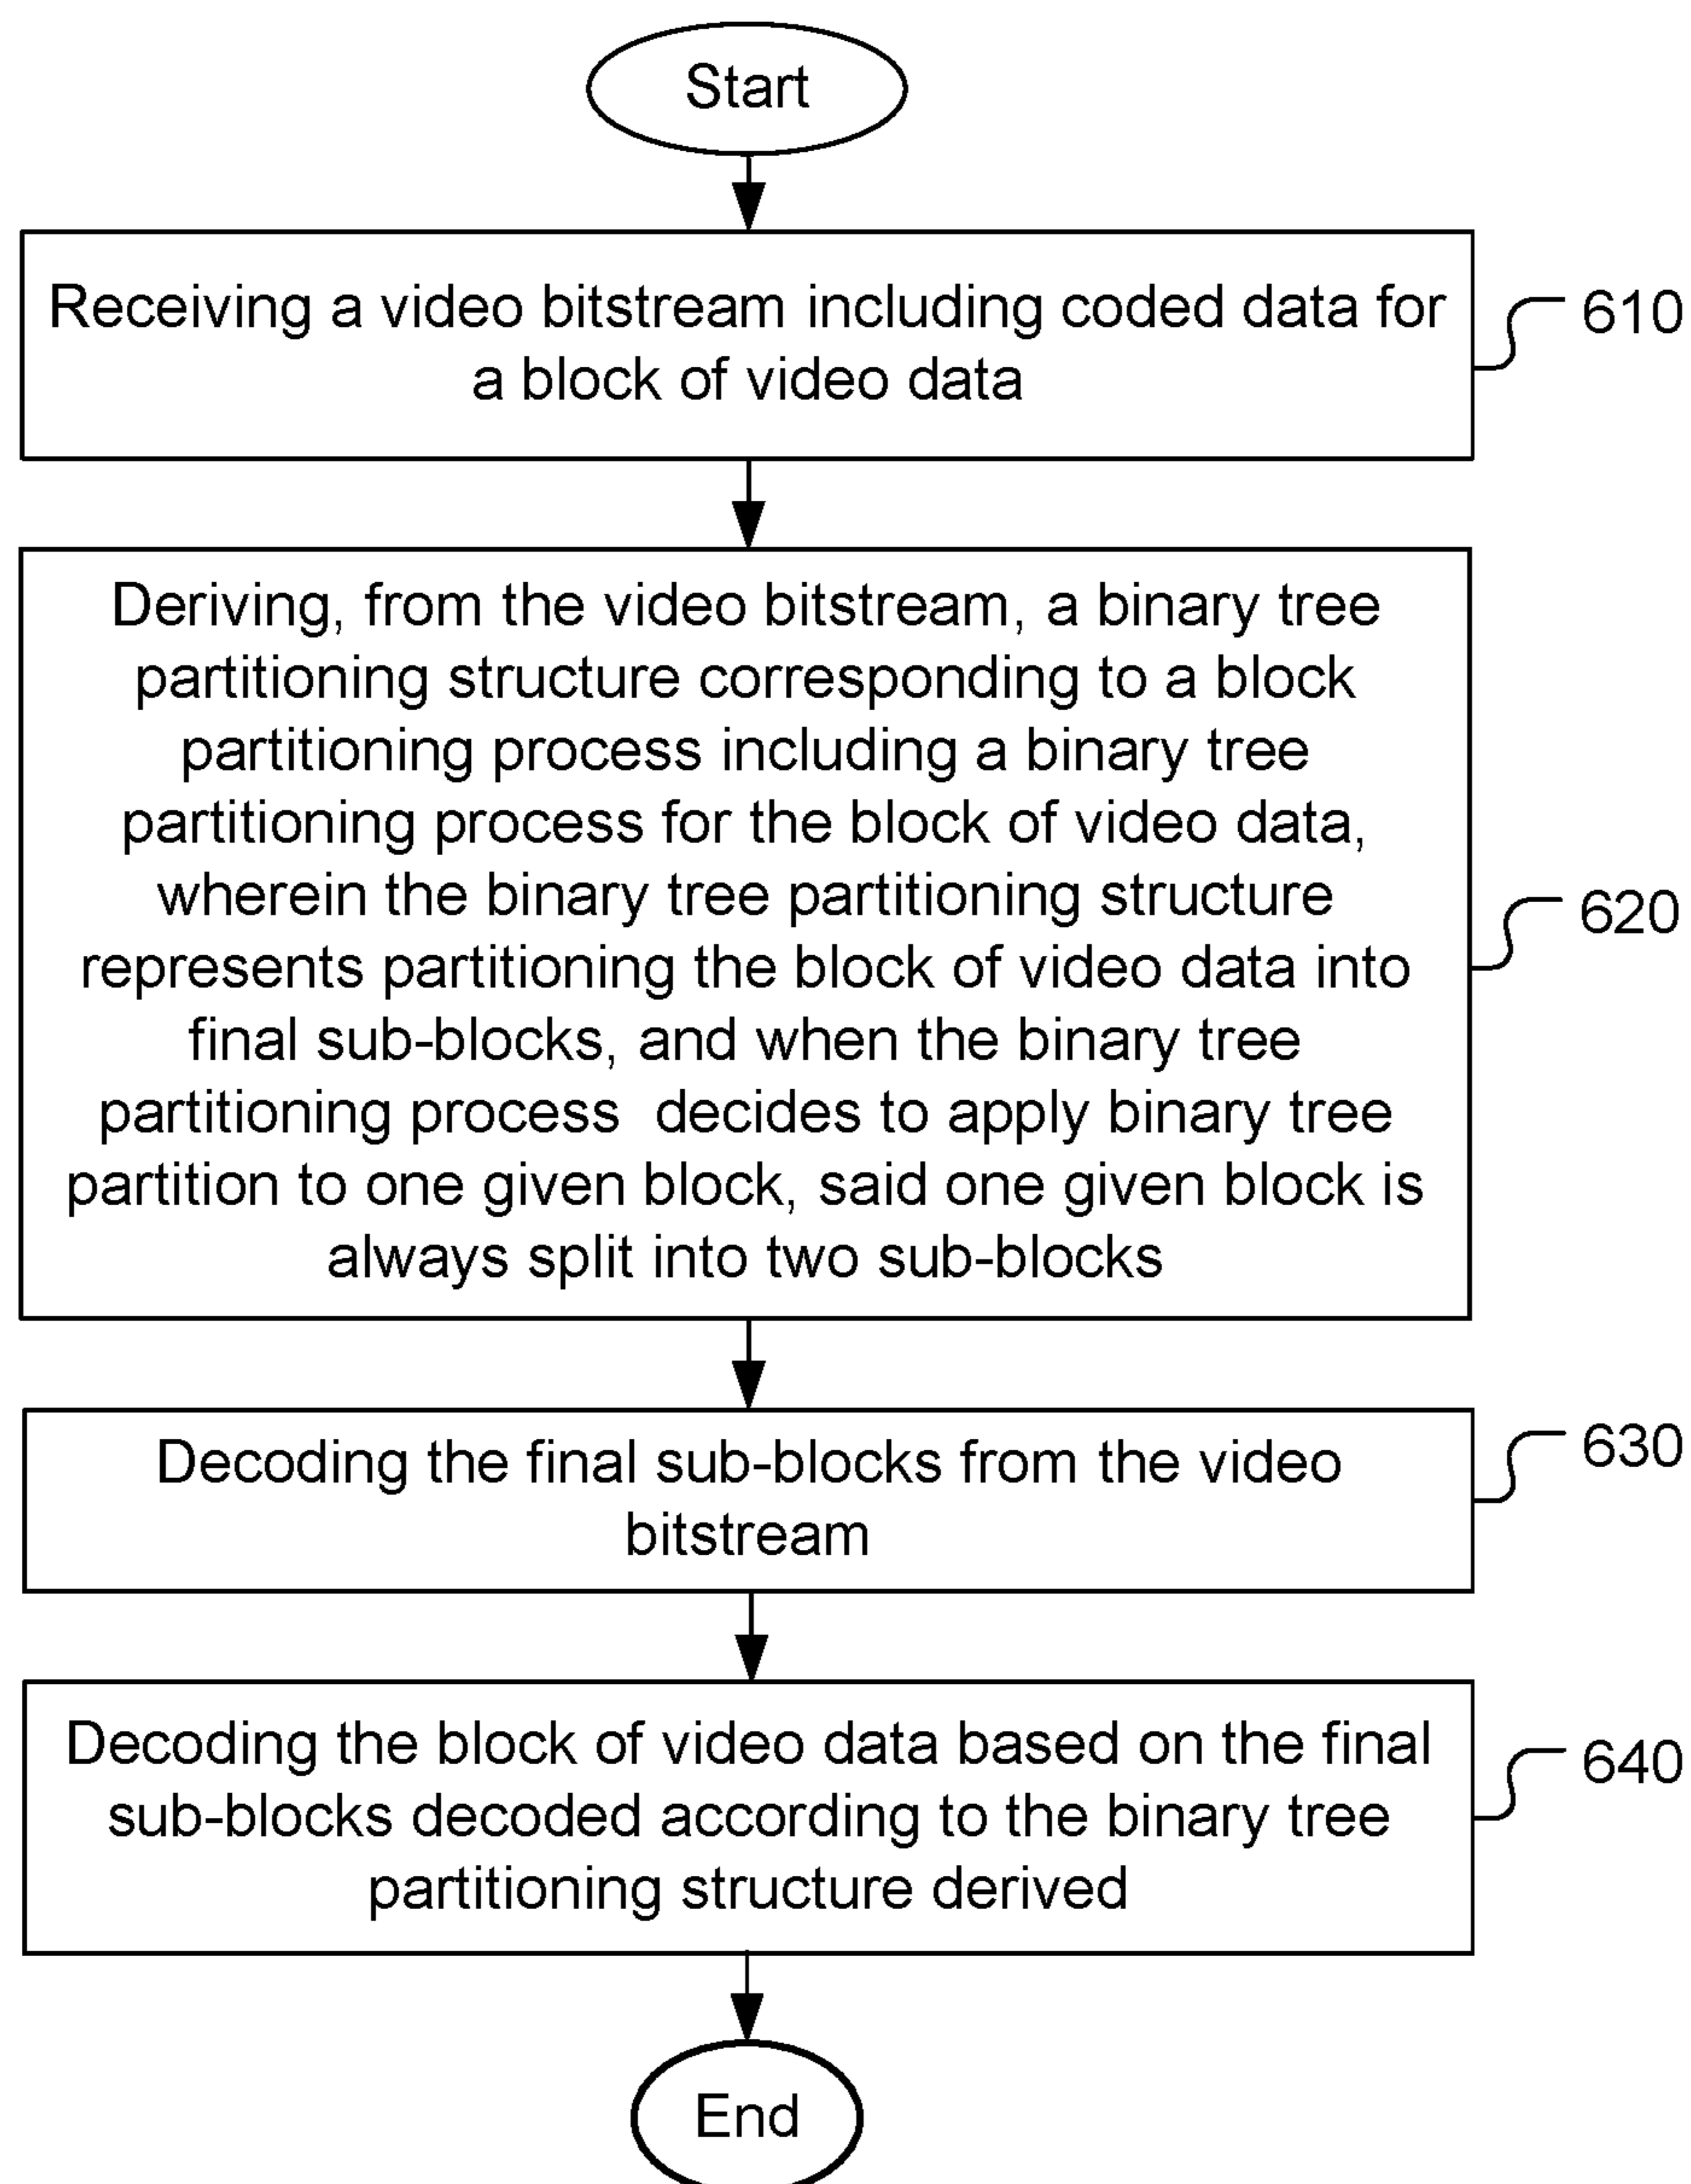 Start
Receiving a video bitstream including coded data for
a block of video data
610
Deriving, from the video bitstream, a binary tree
partitioning structure corresponding to a block
partitioning process including a binary tree
partitioning process for the block of video data,
wherein the binary tree partitioning structure
represents partitioning the block of video data into
final sub-blocks, and when the binary tree
partitioning process  decides to apply binary tree
partition to one given block, said one given block is
always split into two sub-blocks
620
Decoding the final sub-blocks from the video
bitstream
630
Decoding the block of video data based on the final
sub-blocks decoded according to the binary tree
partitioning structure derived
640
End